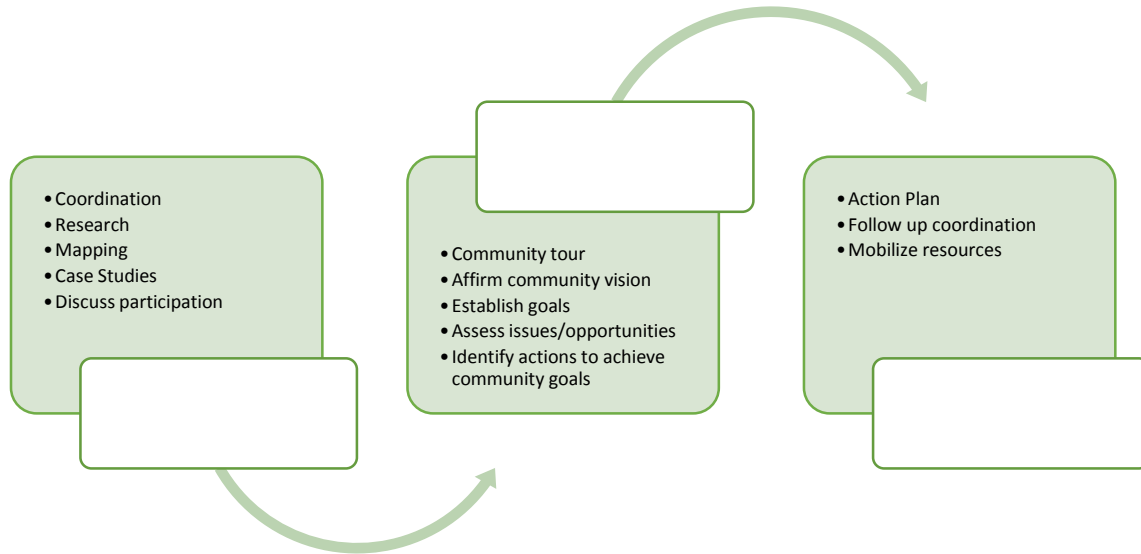 • Coordination
• Research
• Mapping
• Case Studies
• Discuss participation
• Community tour
• Affirm community vision
• Establish goals
• Assess issues/opportunities
• Identify actions to achieve
community goals
• Action Plan
• Follow up coordination
• Mobilize resources